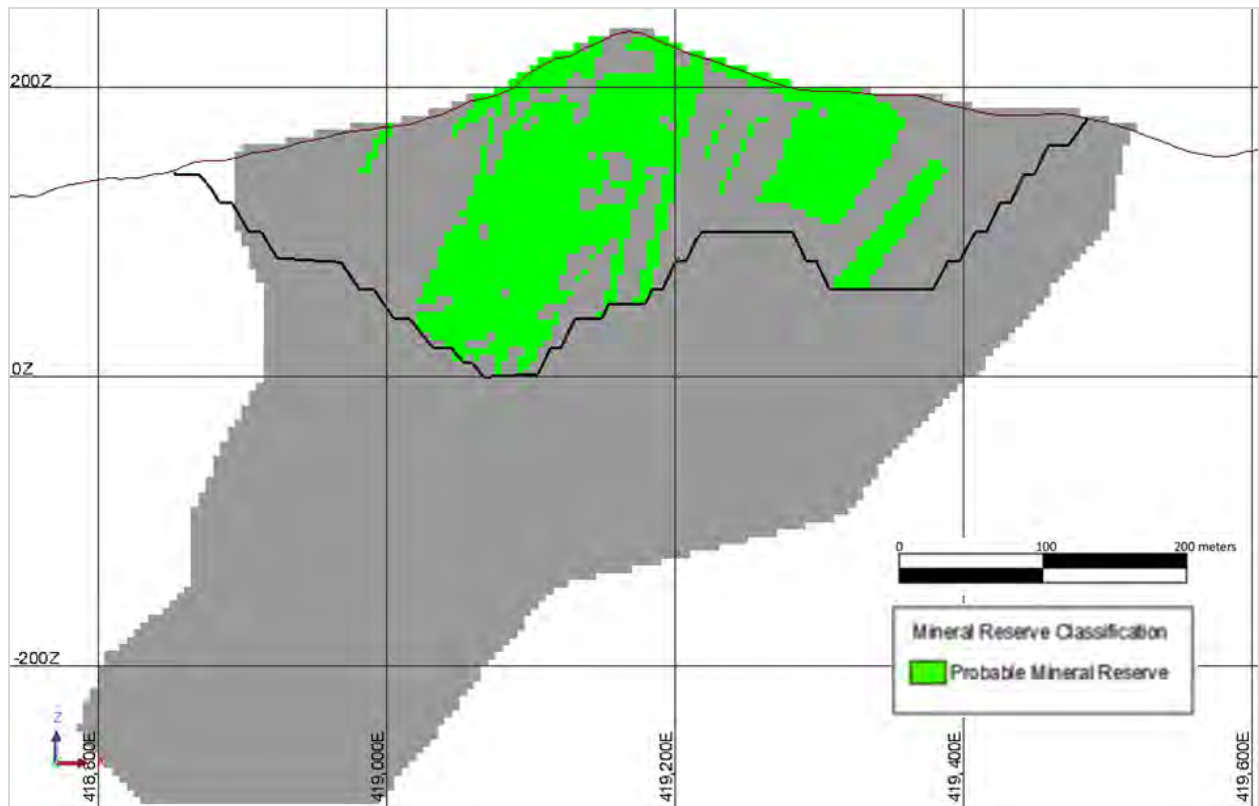 200Z
0Z
-200Z
0 100 200 meters
Mineral Reserve Classification
Probable Mineral Reserve
Z
X
418,800E
419,000E
419,200E
419,400E
419,600E